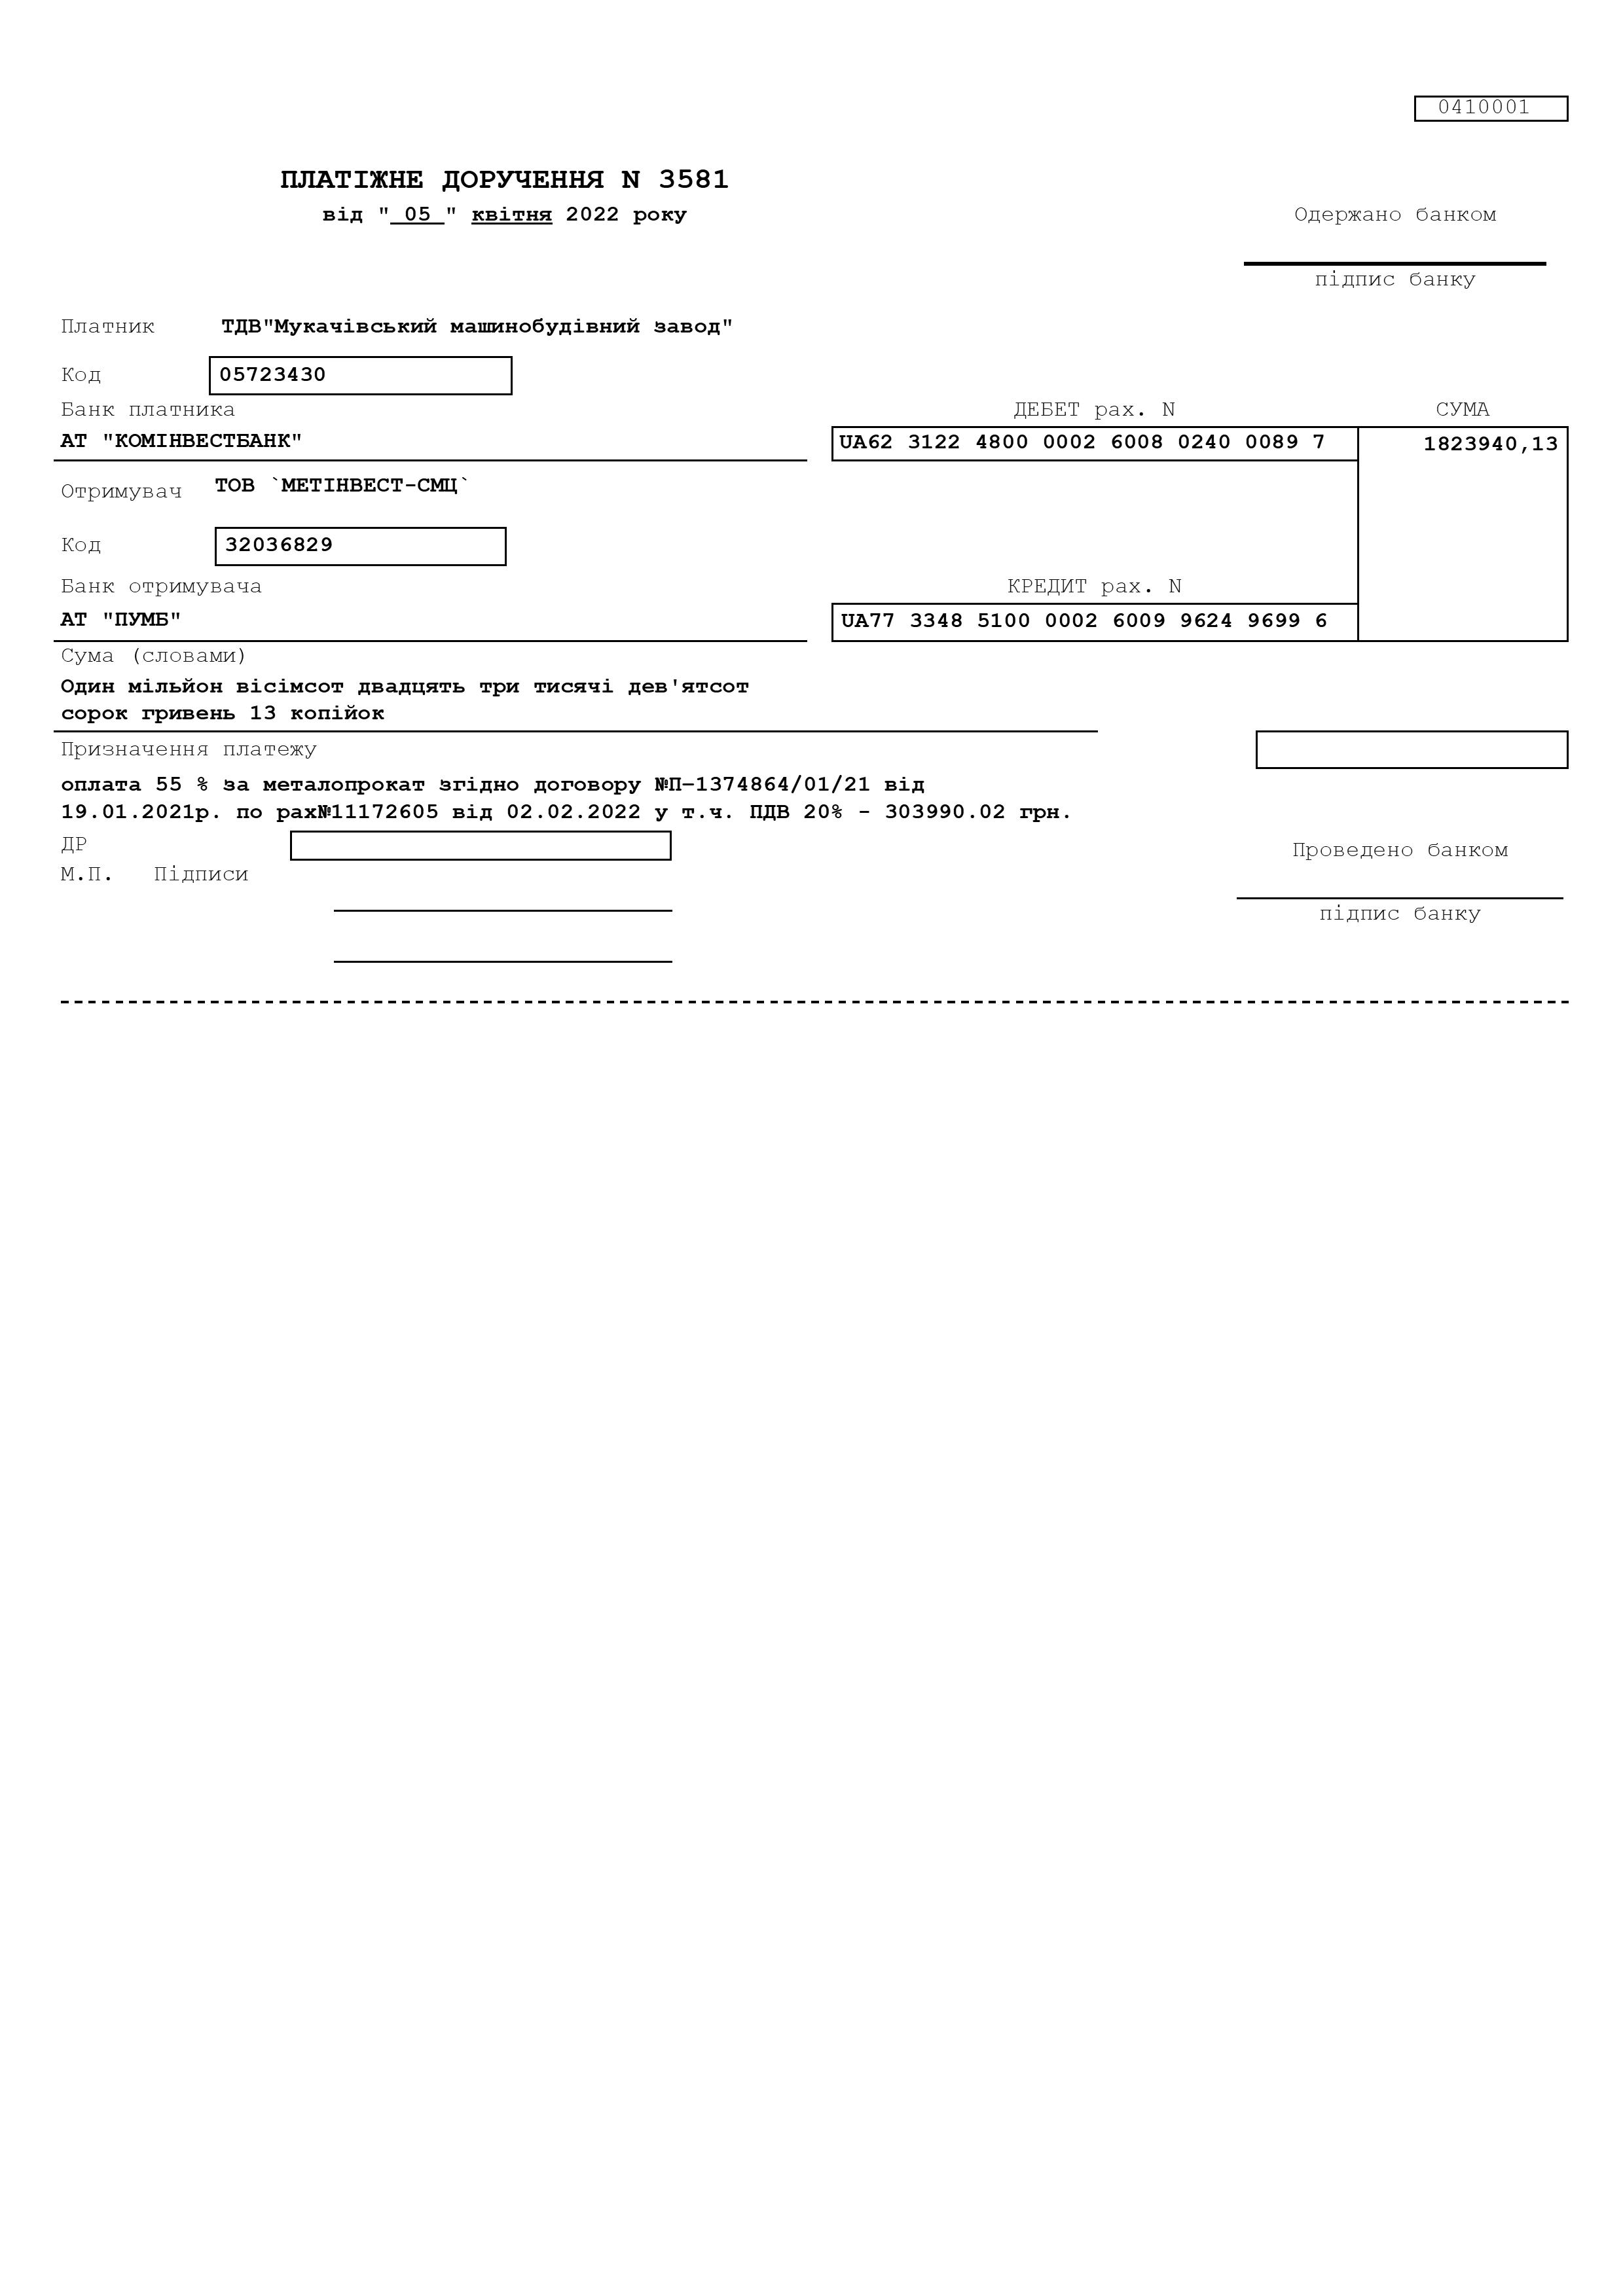 0410001
ПЛАТІЖНЕ ДОРУЧЕННЯ N 3581
від " 05 " квітня 2022 року
Одержано банком
підпис банку
Платник ТДВ"Мукачівський машинобудівний завод"
Код 05723430
Банк платника ДЕБЕТ рах. N СУМА
АТ "КОМІНВЕСТБАНК" UA62 3122 4800 0002 6008 0240 0089 7 1823940,13
Отримувач ТОВ `МЕТІНВЕСТ-СМЦ`
Код 32036829
Банк отримувача КРЕДИТ рах. N
АТ "ПУМБ" UA77 3348 5100 0002 6009 9624 9699 6
Сума (словами)
Один мільйон вісімсот двадцять три тисячі дев'ятсот
сорок гривень 13 копійок
Призначення платежу
оплата 55 % за металопрокат згідно договору №П-1374864/01/21 від
19.01.2021р. по рах№11172605 від 02.02.2022 у т.ч. ПДВ 20% - 303990.02 грн.
ДР
Проведено банком
М.П. Підписи
підпис банку